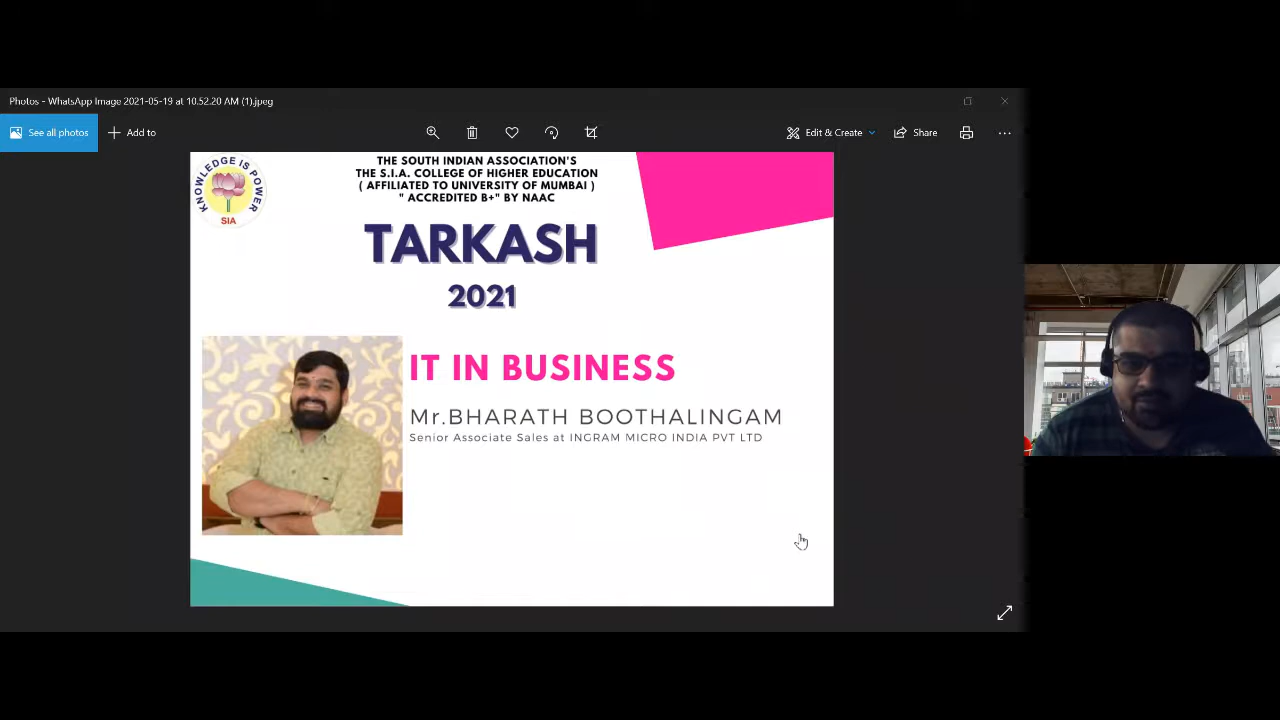 Photos - WhatsApp Image 2021-05-19 at 10.52.20 AM (1).jpeg
See all photos
Add to
Edit & Create
Share
KNOWLEDGE IS POWER
SIA
THE SOUTH INDIAN ASSOCIATION'S
THE S.I.A. COLLEGE OF HIGHER EDUCATION
( AFFILIATED TO UNIVERSITY OF MUMBAI )
" ACCREDITED B+" BY NAAC
TARKASH
2021
IT IN BUSINESS
Mr.BHARATH BOOTHALINGAM
Senior Associate Sales at INGRAM MICRO INDIA PVT LTD